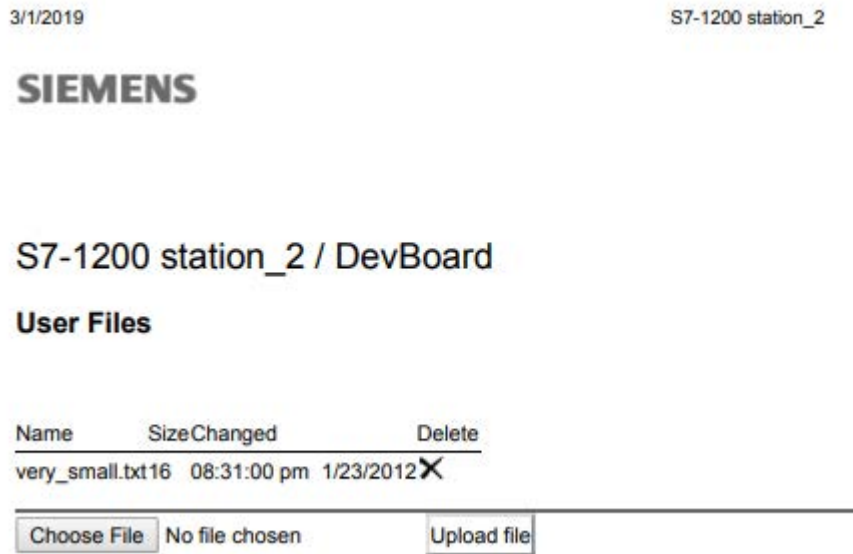 3/1/2019 S7-1200 station_2
SIEMENS
S7-1200 station_2 / DevBoard
User Files
Name Size Changed Delete
very_small.txt 16 08:31:00 pm 1/23/2012
Choose File No file chosen Upload file